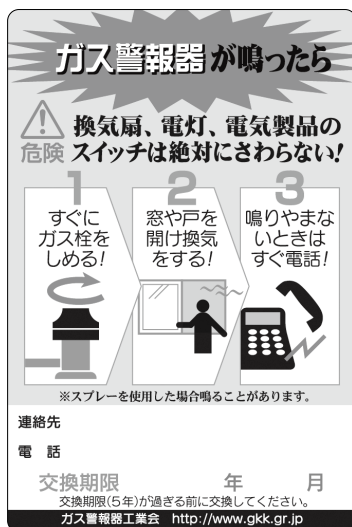 ガス警報器が鳴ったら
危険
換気扇、電灯、電気製品の
スイッチは絶対にさわらない!
1
すぐに
ガス栓を
しめる!
2
窓や戸を
開け換気
をする!
3
鳴りやまな
いときは
すぐ電話!
※スプレーを使用した場合鳴ることがあります。
連絡先
電　話
交換期限　年　月
交換期限(5年)が過ぎる前に交換してください。
ガス警報器工業会 http://www.gkk.gr.jp